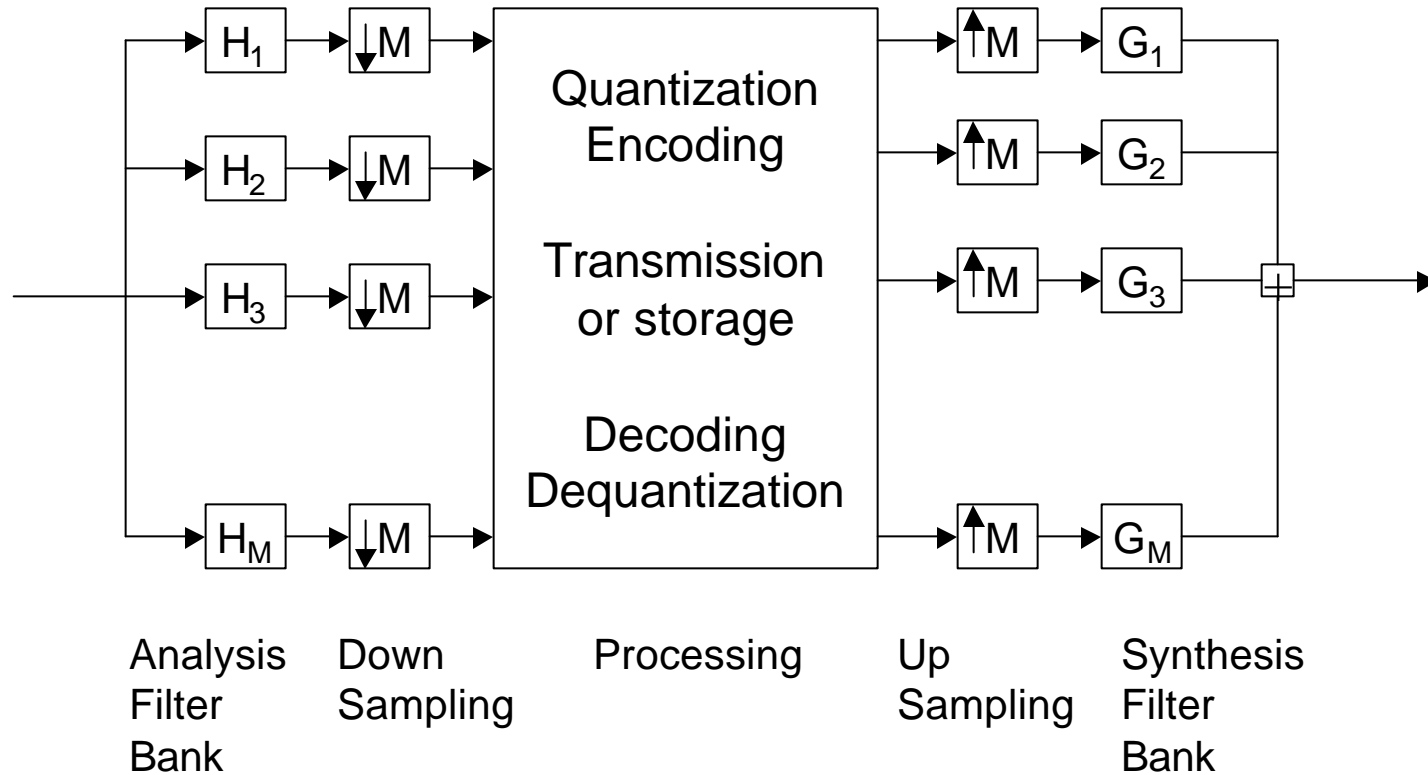 H1 ↓M ↑M G1
Quantization
Encoding
H2 ↓M ↑M G2
Transmission
or storage
H3 ↓M ↑M G3 +
Decoding
Dequantization
HM ↓M ↑M GM
Analysis
Filter
Bank
Down
Sampling
Processing
Up
Sampling
Synthesis
Filter
Bank